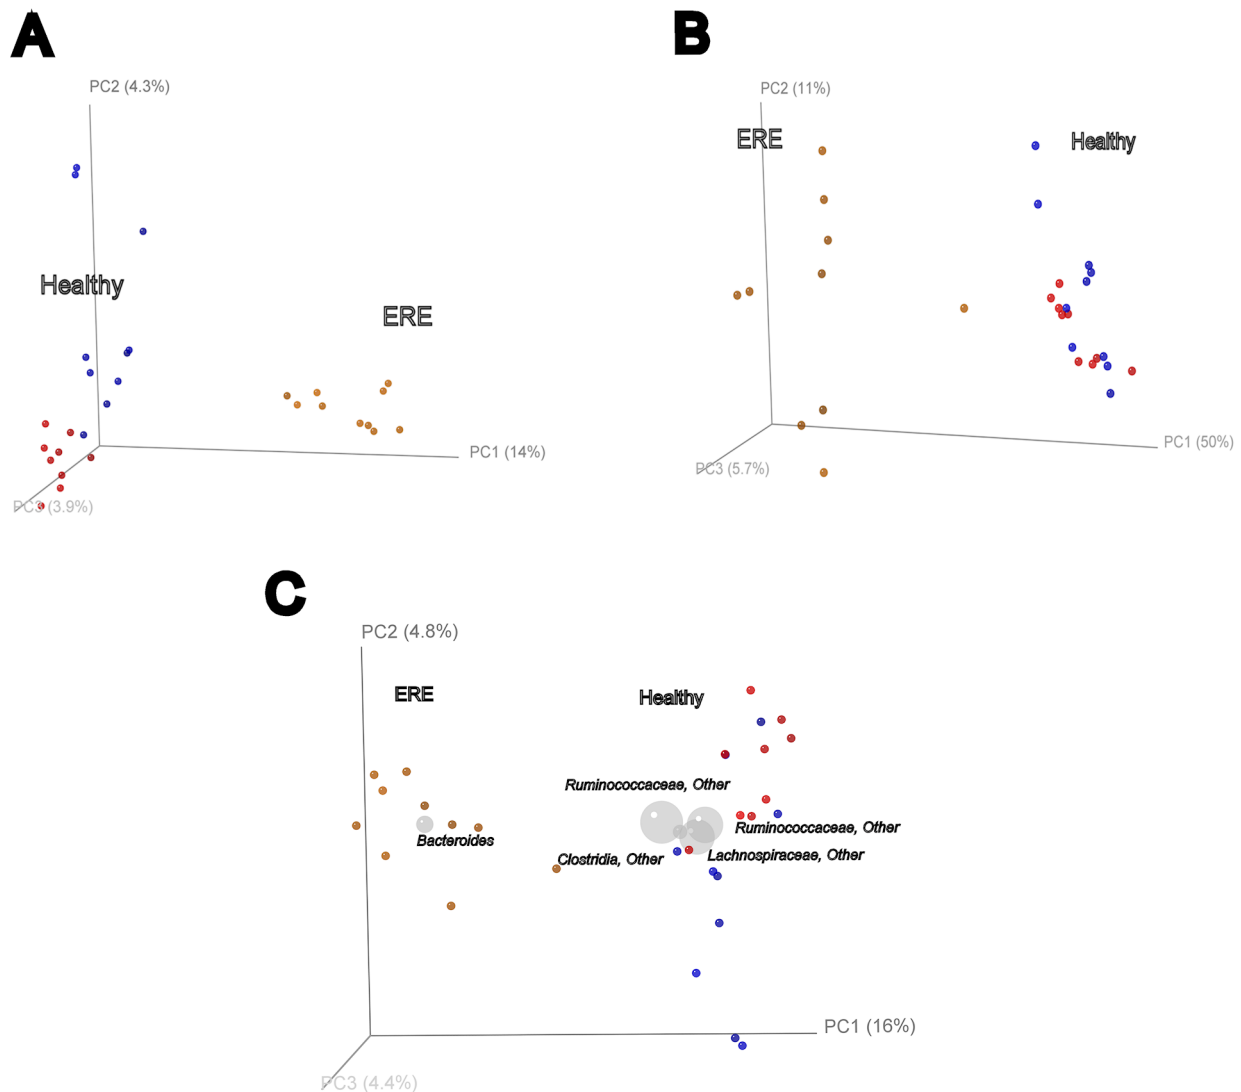 A
PC2 (4.3%)
Healthy
ERE
PC1 (14%)
PC3 (3.9%)
B
PC2 (11%)
ERE
Healthy
PC1 (50%)
PC3 (5.7%)
C
PC2 (4.8%)
ERE
Healthy
Ruminococcaceae, Other
Bacteroides
Ruminococcaceae, Other
Clostridia, Other
Lachnospiraceae, Other
PC1 (16%)
PC3 (4.4%)